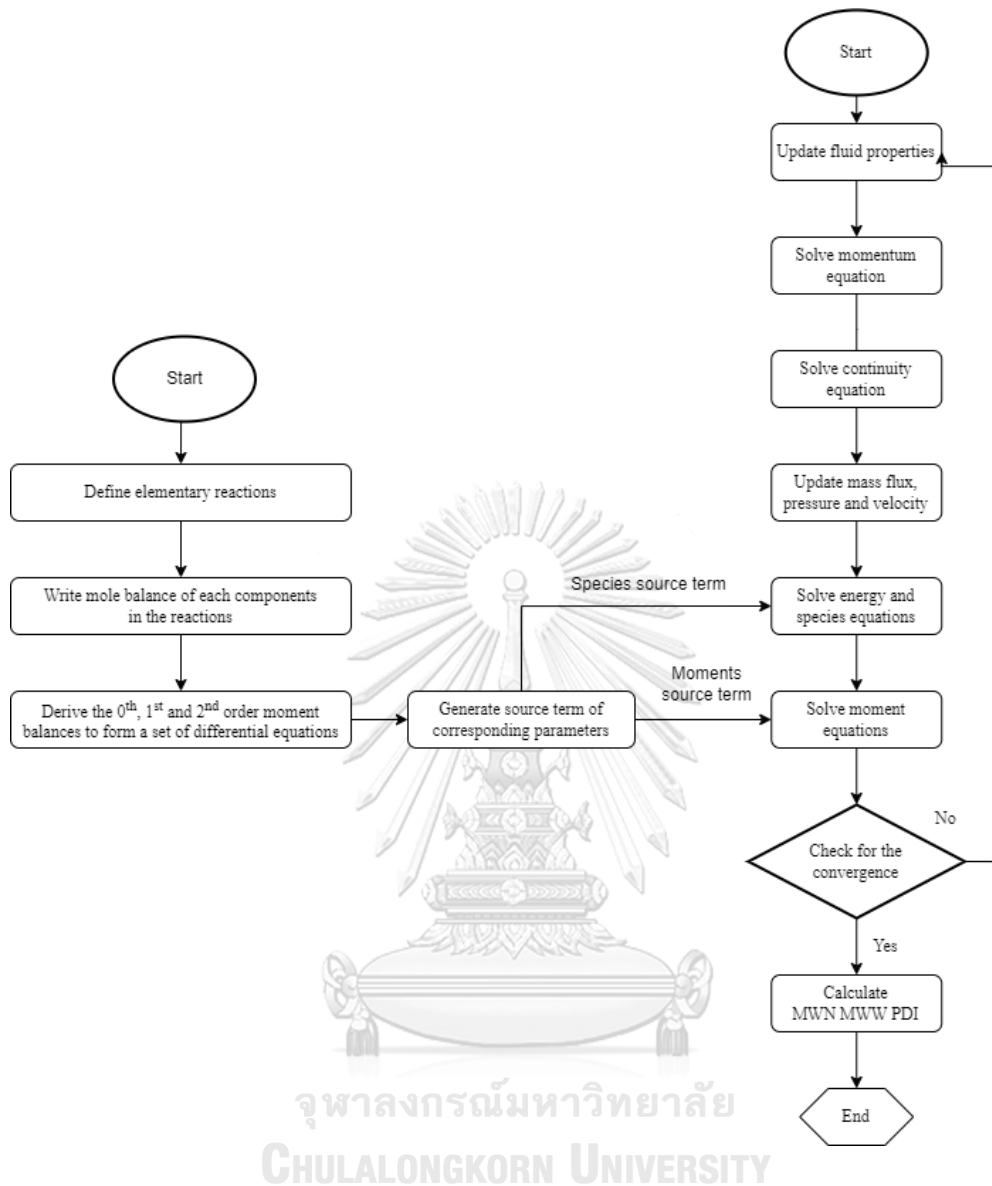 Start
Update fluid properties
Solve momentum
equation
Solve continuity
equation
Update mass flux,
pressure and velocity
Start
Define elementary reactions
Write mole balance of each components
in the reactions
Derive the 0th, 1st and 2nd order moment
balances to form a set of differential equations
Generate source term of
corresponding parameters
Species source term
Moments
source term
Solve energy and
species equations
Solve moment
equations
Check for the
convergence
No
Yes
Calculate
MWN MWW PDI
End
จุฬาลงกรณ์มหาวิทยาลัย
CHULALONGKORN UNIVERSITY